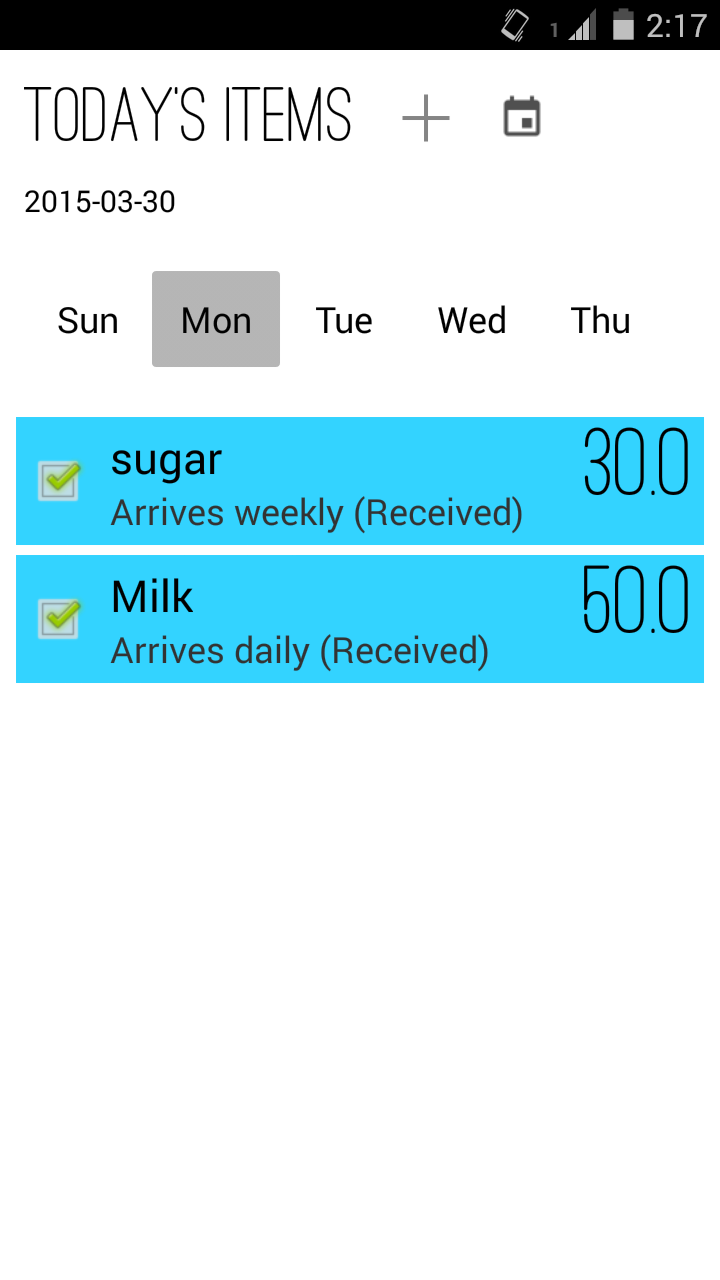 1 2:17
TODAY'S ITEMS
2015-03-30
Sun Mon Tue Wed Thu
sugar 30.0
Arrives weekly (Received)
Milk 50.0
Arrives daily (Received)